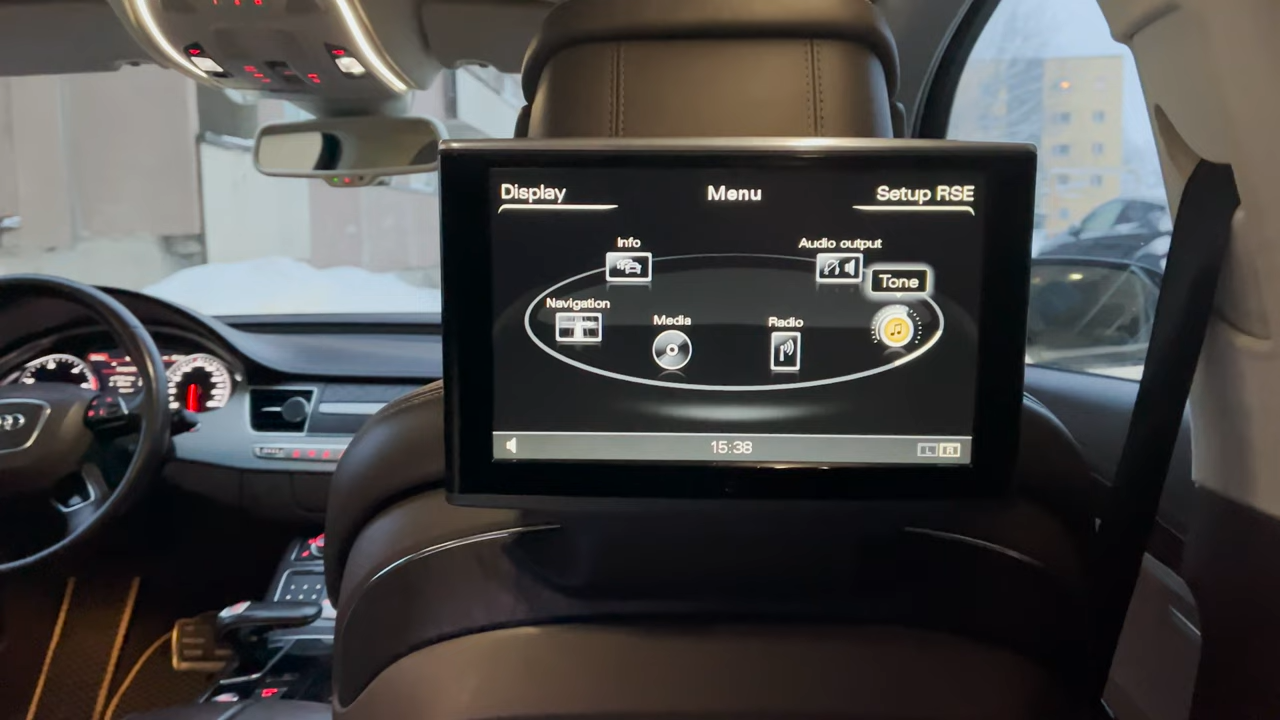 Display Menu Setup RSE
Info Audio output
Tone
Navigation Media Radio
15:38
L R